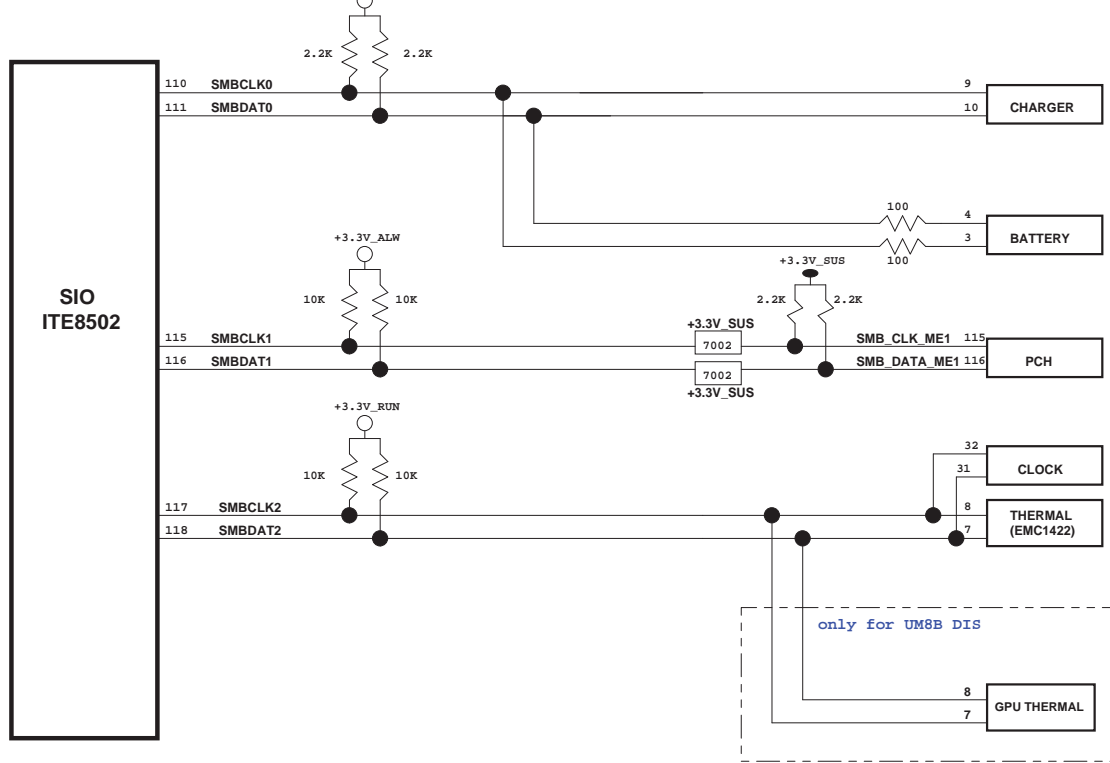 2.2K 2.2K
110 SMBCLK0 9
111 SMBDAT0 10
CHARGER
100
4
3
BATTERY
100
+3.3V_ALW
+3.3V_SUS
SIO
ITE8502
10K 10K
2.2K 2.2K
+3.3V_SUS
115 SMBCLK1 7002 SMB_CLK_ME1 115
116 SMBDAT1 7002 SMB_DATA_ME1 116
PCH
+3.3V_SUS
+3.3V_RUN
10K 10K
32
31
CLOCK
117 SMBCLK2 8
118 SMBDAT2 7
THERMAL
(EMC1422)
only for UM8B DIS
8
7
GPU THERMAL